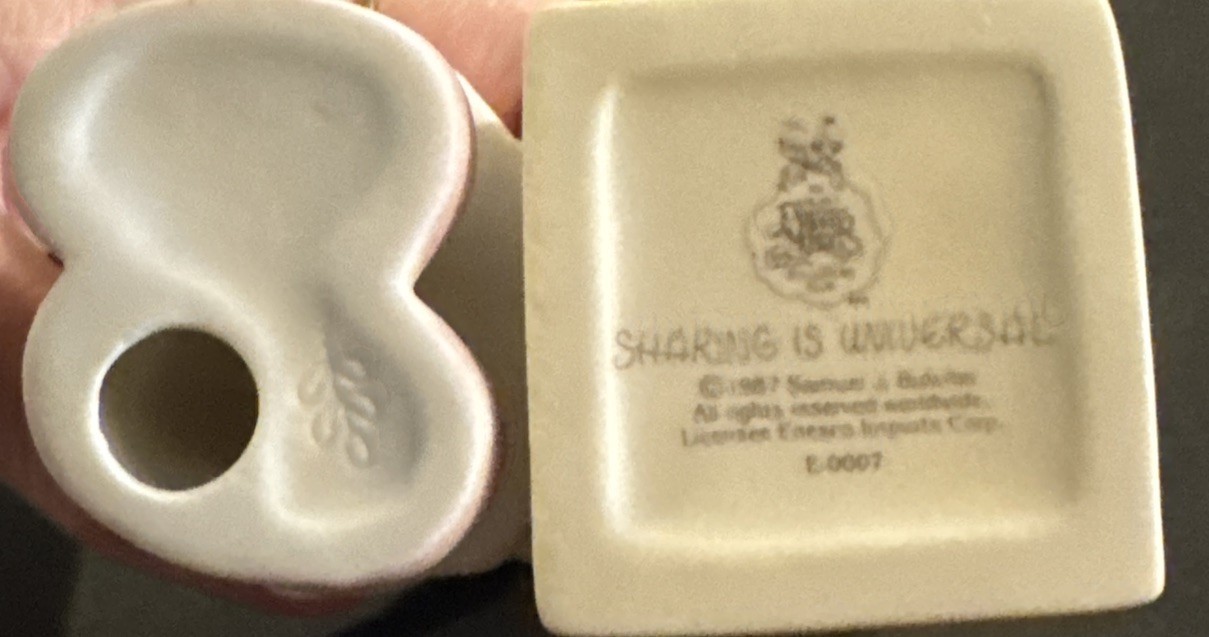 SHARING IS UNIVERSAL
©1987 Samuel J. Butcher
All rights reserved worldwide.
Licensee Enesco Imports Corp.
E-0007